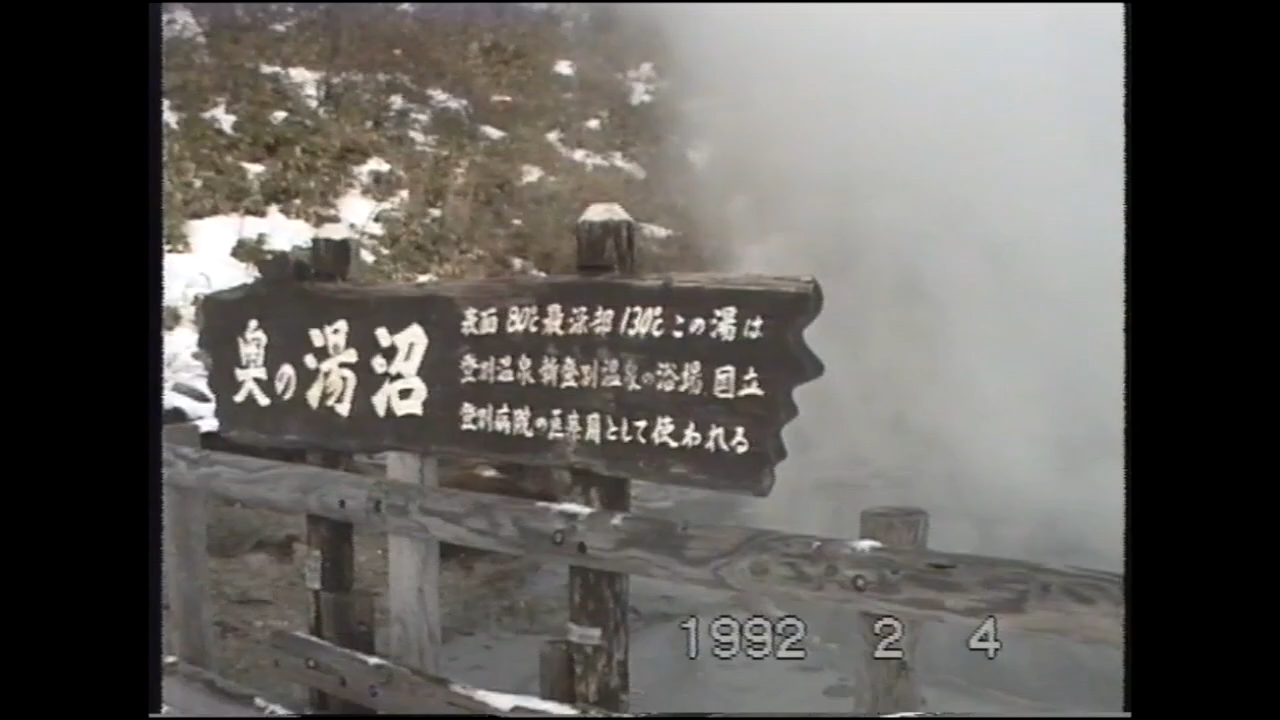 奥の湯沼
表面 80℃最深部 130℃ この湯は
登別温泉 新登別温泉の浴場、国立
登別病院の医療用として使われる
1992 2 4